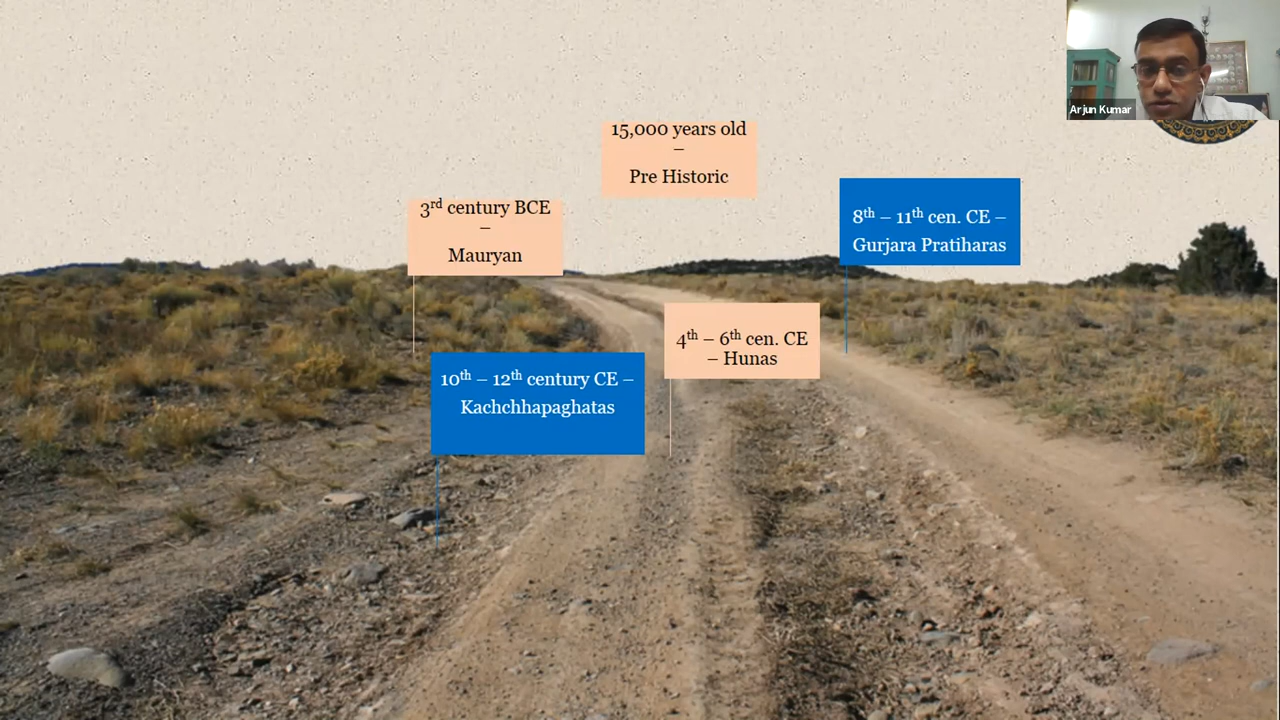 Arjun Kumar
15,000 years old
–
Pre Historic
3rd century BCE
–
Mauryan
8th – 11th cen. CE –
Gurjara Pratiharas
4th – 6th cen. CE
– Hunas
10th – 12th century CE –
Kachchhapaghatas